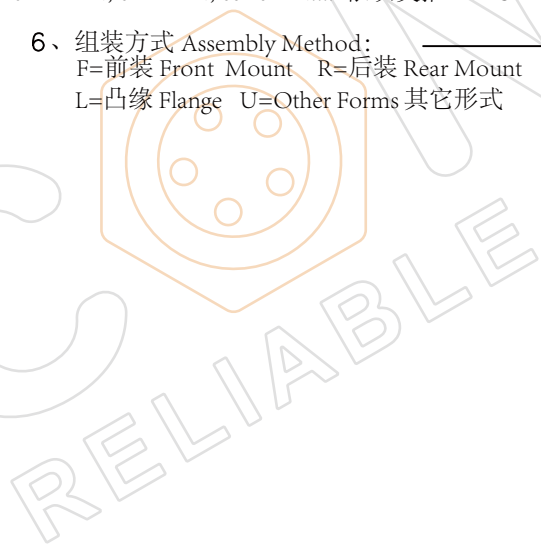 6、组装方式 Assembly Method：
F=前装 Front Mount R=后装 Rear Mount
L=凸缘 Flange U=Other Forms 其它形式
RELIABLE